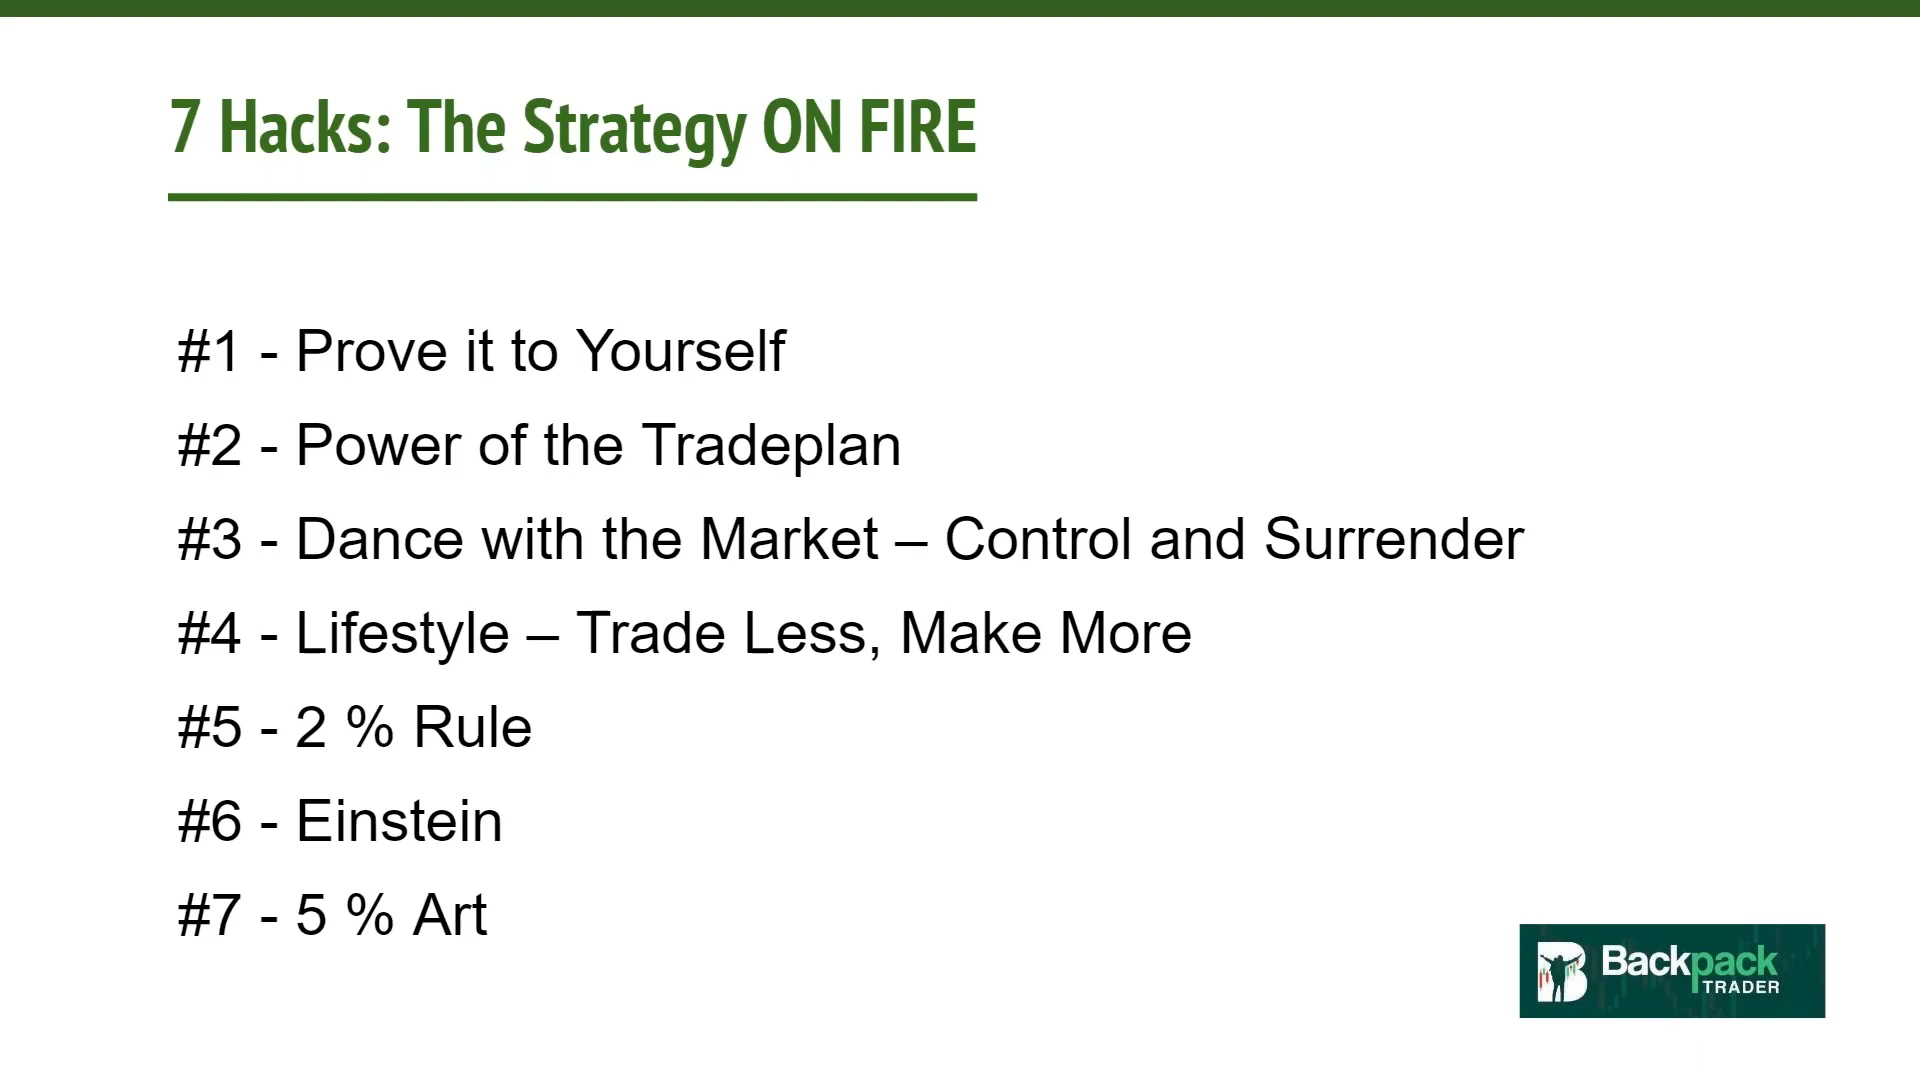 7 Hacks: The Strategy ON FIRE
#1 - Prove it to Yourself
#2 - Power of the Tradeplan
#3 - Dance with the Market – Control and Surrender
#4 - Lifestyle – Trade Less, Make More
#5 - 2 % Rule
#6 - Einstein
#7 - 5 % Art
B Backpack
TRADER